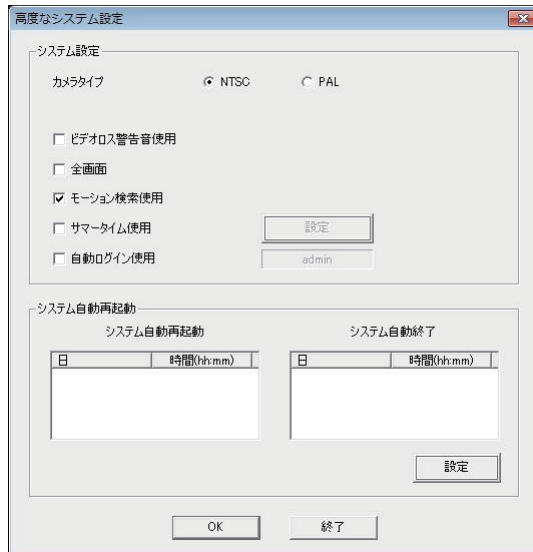 高度なシステム設定
システム設定
カメラタイプ NTSC PAL
ビデオロス警告音使用
全画面
モーション検索使用
サマータイム使用 設定
自動ログイン使用 admin
システム自動再起動
システム自動再起動 システム自動終了
日 時間(hh:mm) 日 時間(hh:mm)
設定
OK 終了